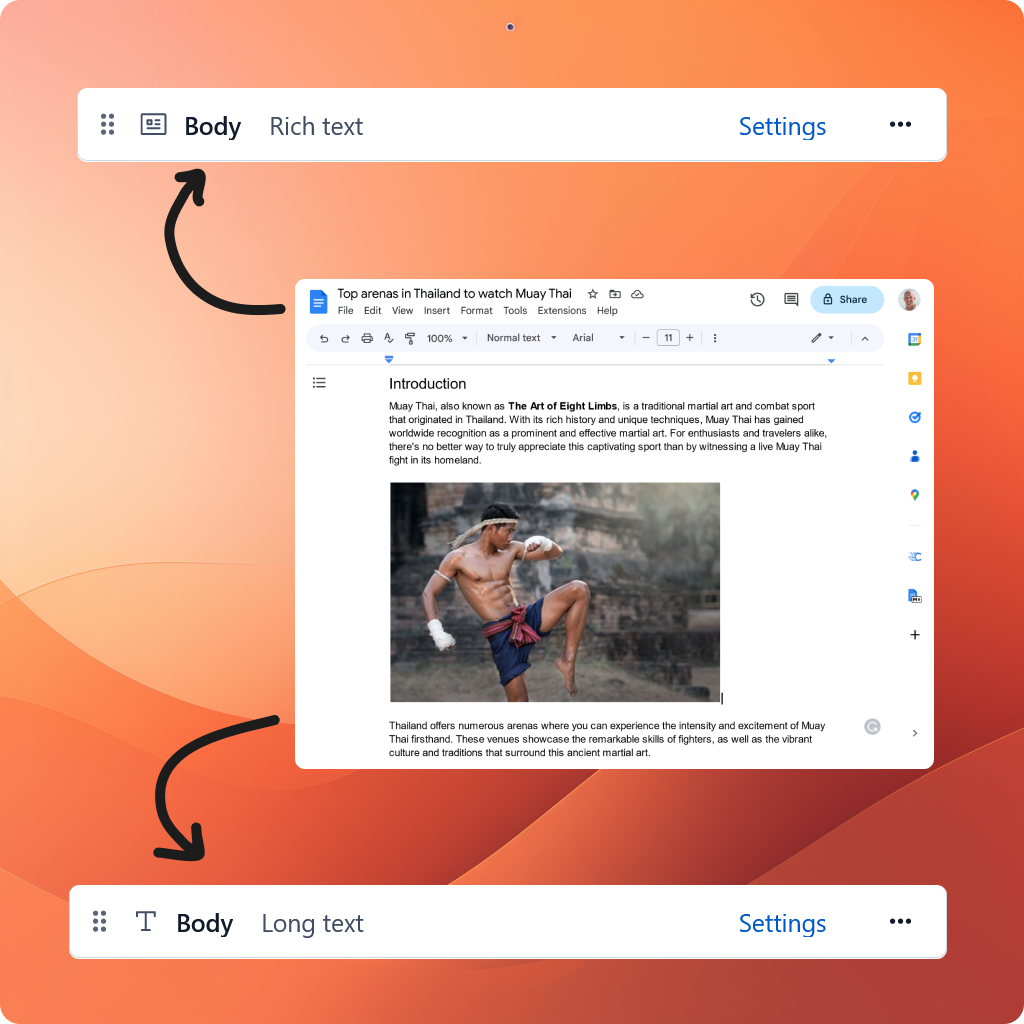 Body Rich text Settings
Top arenas in Thailand to watch Muay Thai
Share
File Edit View Insert Format Tools Extensions Help
100% Normal text Arial 11
31
Introduction
Muay Thai, also known as The Art of Eight Limbs, is a traditional martial art and combat sport
that originated in Thailand. With its rich history and unique techniques, Muay Thai has gained
worldwide recognition as a prominent and effective martial art. For enthusiasts and travelers alike,
there's no better way to truly appreciate this captivating sport than by witnessing a live Muay Thai
fight in its homeland.
Thailand offers numerous arenas where you can experience the intensity and excitement of Muay
Thai firsthand. These venues showcase the remarkable skills of fighters, as well as the vibrant
culture and traditions that surround this ancient martial art.
Body Long text Settings